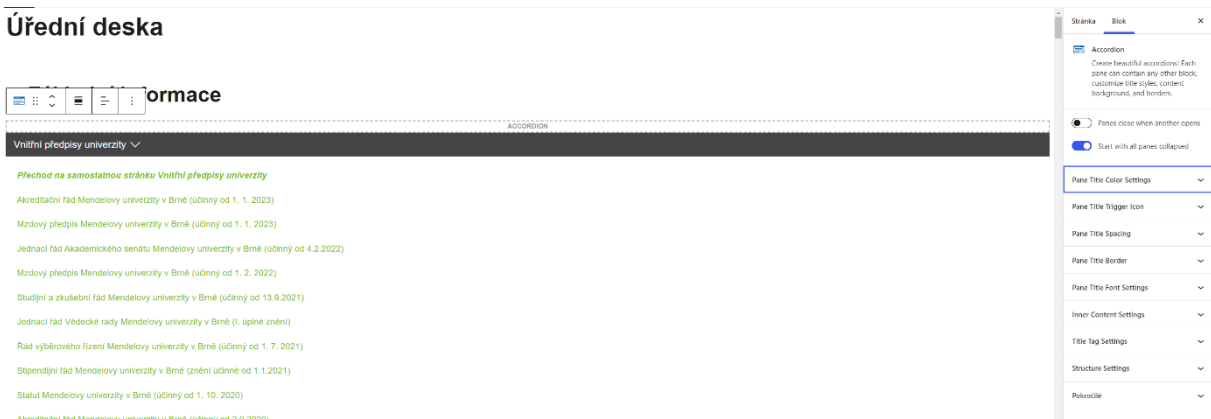 Úřední deska
Stránka
Blok
ormace
ACCORDION
Vnitřní předpisy univerzity
Přechod na samostatnou stránku Vnitřní předpisy univerzity
Akreditační řád Mendelovy univerzity v Brně (účinný od 1. 1. 2023)
Mzdový předpis Mendelovy univerzity v Brně (účinný od 1. 1. 2023)
Jednací řád Akademického senátu Mendelovy univerzity v Brně (účinný od 4.2.2022)
Mzdový předpis Mendelovy univerzity v Brně (účinný od 1. 2. 2022)
Studijní a zkušební řád Mendelovy univerzity v Brně (účinný od 13.9.2021)
Jednací řád Vědecké rady Mendelovy univerzity v Brně (I. úplné znění)
Řád výběrového řízení Mendelovy univerzity v Brně (účinný od 1. 7. 2021)
Stipendijní řád Mendelovy univerzity v Brně (znění účinné od 1.1.2021)
Statut Mendelovy univerzity v Brně (účinný od 1. 10. 2020)
Accordion
Create beautiful accordions! Each
pane can contain any other block,
customize title styles, content
background, and borders.
Panes close when another opens
Start with all panes collapsed
Pane Title Color Settings
Pane Title Trigger Icon
Pane Title Spacing
Pane Title Border
Pane Title Font Settings
Inner Content Settings
Title Tag Settings
Structure Settings
Pokročilé